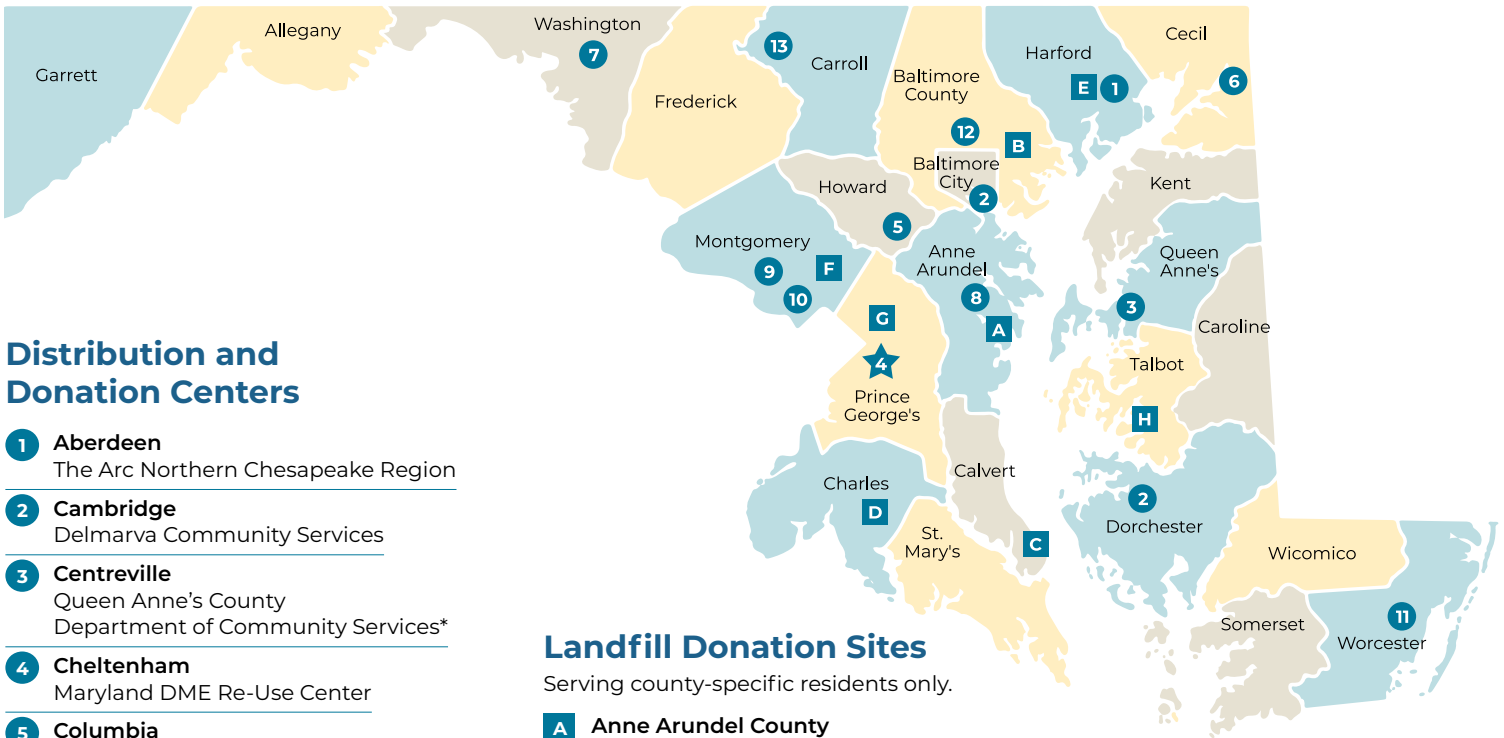 Garrett
Allegany
Washington
7
Frederick
13
Carroll
Baltimore
County
12
B
Baltimore
City
2
Harford
E
1
Cecil
6
Kent
Howard
5
Montgomery
9
F
10
Anne
Arundel
8
A
Queen
Anne's
3
Caroline
G
4
Prince
George's
Talbot
H
Charles
D
Calvert
C
St.
Mary's
2
Dorchester
Wicomico
Somerset
11
Worcester
Distribution and
Donation Centers
1 Aberdeen
The Arc Northern Chesapeake Region
2 Cambridge
Delmarva Community Services
3 Centreville
Queen Anne’s County
Department of Community Services*
4 Cheltenham
Maryland DME Re-Use Center
5 Columbia
Landfill Donation Sites
Serving county-specific residents only.
A Anne Arundel County